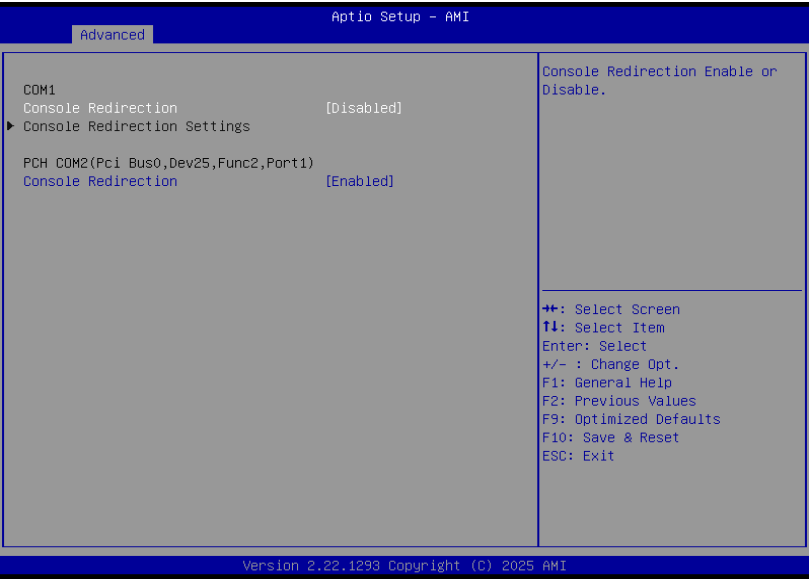 Aptio Setup – AMI
Advanced
COM1
Console Redirection [Disabled]
Console Redirection Settings
PCH COM2(Pci Bus0,Dev25,Func2,Port1)
Console Redirection [Enabled]
Console Redirection Enable or
Disable.
→←: Select Screen
↑↓: Select Item
Enter: Select
+/- : Change Opt.
F1: General Help
F2: Previous Values
F9: Optimized Defaults
F10: Save & Reset
ESC: Exit
Version 2.22.1293 Copyright (C) 2025 AMI